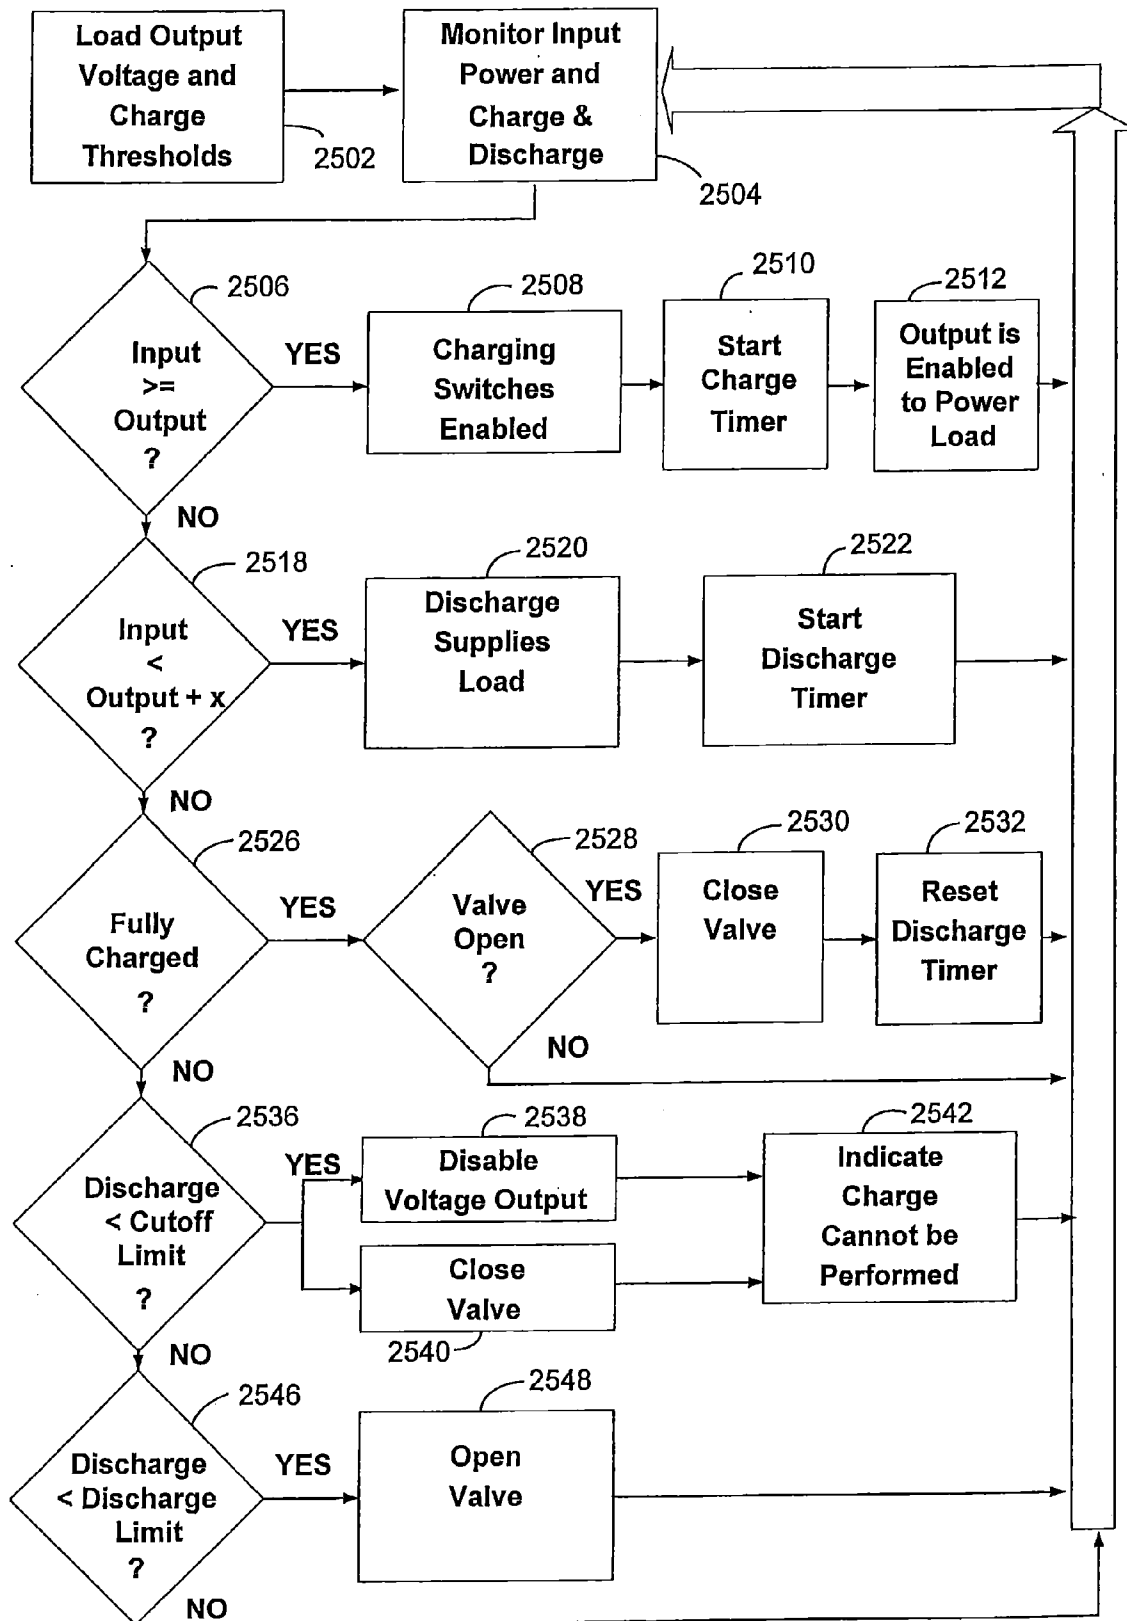 Load Output
Voltage and
Charge
Thresholds
2502
Monitor Input
Power and
Charge &
Discharge
2504
2506
Input
>=
Output
?
YES
NO
2508
Charging
Switches
Enabled
2510
Start
Charge
Timer
2512
Output is
Enabled
to Power
Load
2518
Input
<
Output + x
?
YES
NO
2520
Discharge
Supplies
Load
2522
Start
Discharge
Timer
2526
Fully
Charged
?
YES
NO
2528
Valve
Open
?
YES
NO
2530
Close
Valve
2532
Reset
Discharge
Timer
2536
Discharge
< Cutoff
Limit
?
YES
NO
2538
Disable
Voltage Output
Close
Valve
2540
2542
Indicate
Charge
Cannot be
Performed
2546
Discharge
< Discharge
Limit
?
YES
NO
2548
Open
Valve